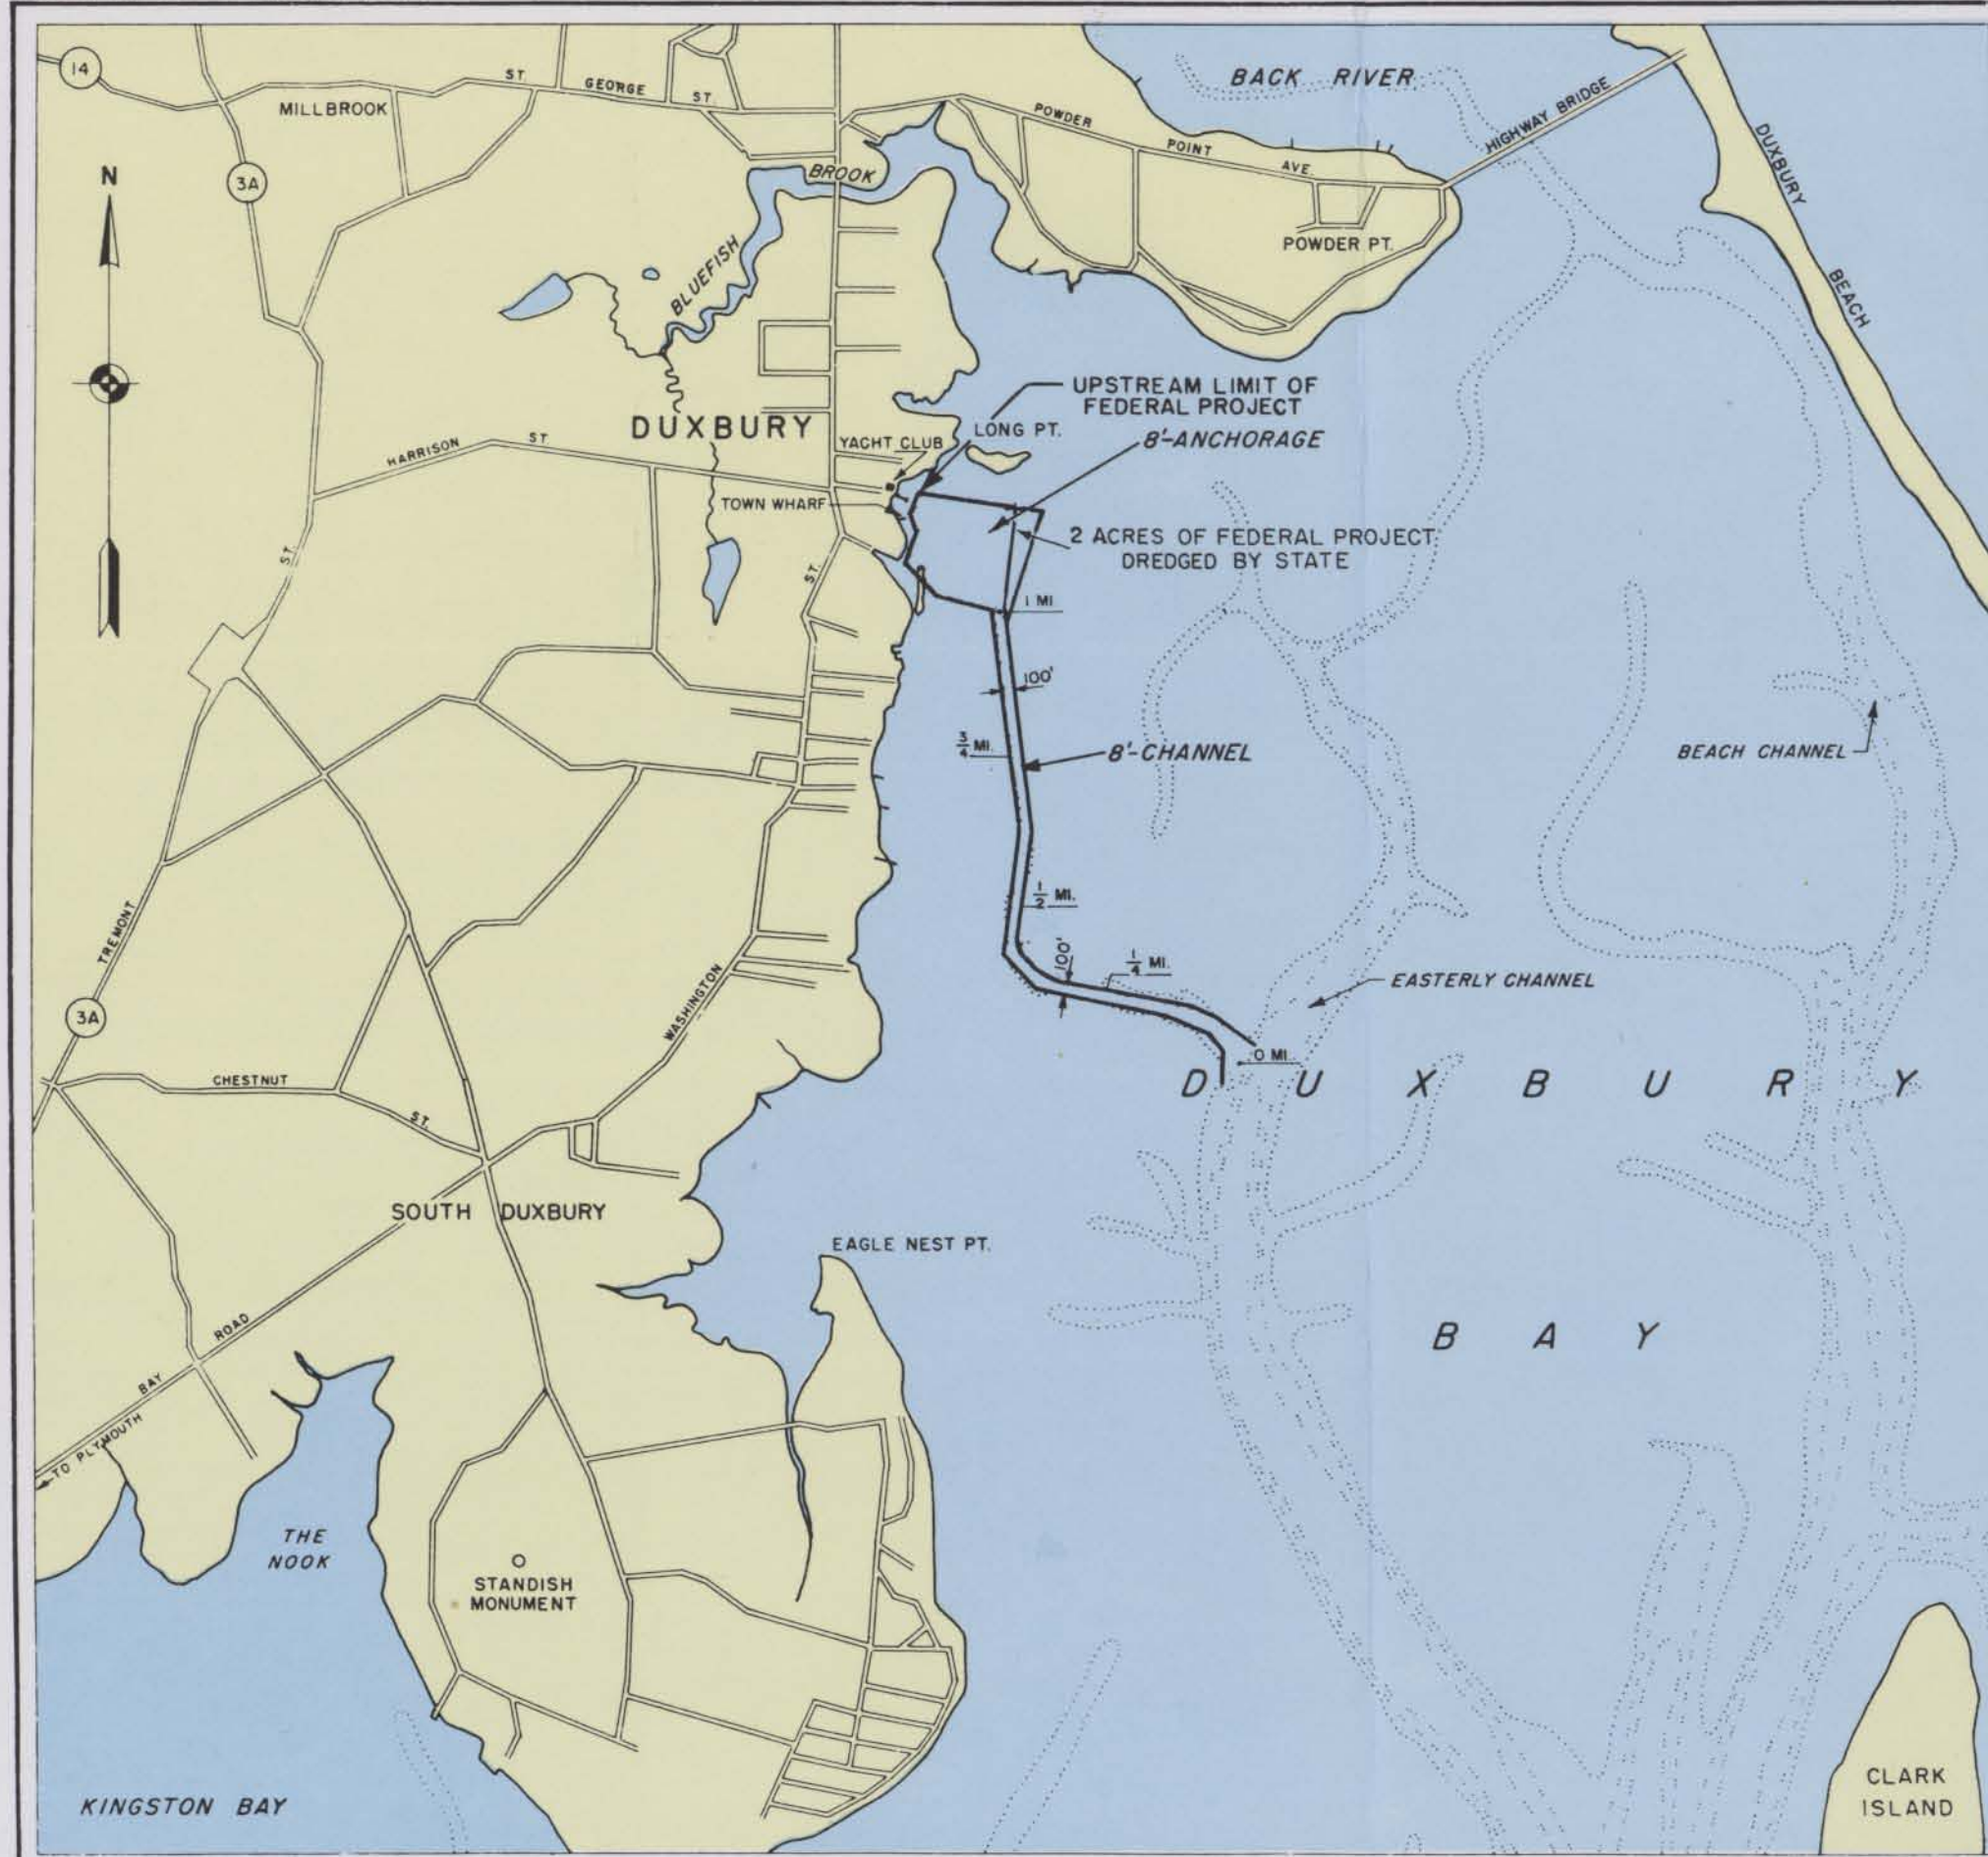 14
MILLBROOK
ST.
GEORGE
ST.
3A
N
BROOK
BLUEFISH
BACK RIVER
HIGHWAY BRIDGE
POWDER
POINT
AVE.
POWDER PT.
DUXBURY
BEACH
UPSTREAM LIMIT OF
FEDERAL PROJECT
LONG PT.
8'-ANCHORAGE
DUXBURY
YACHT CLUB
HARRISON
ST.
TOWN WHARF
2 ACRES OF FEDERAL PROJECT
DREDGED BY STATE
ST.
ST.
1 MI.
100'
3/4 MI.
8'-CHANNEL
BEACH CHANNEL
1/2 MI.
100'
1/4 MI.
EASTERLY CHANNEL
0 MI.
TREMONT
3A
WASHINGTON
CHESTNUT
ST.
DUXBURY
BAY
SOUTH DUXBURY
EAGLE NEST PT.
ROAD
BAY
TO PLYMOUTH
THE
NOOK
STANDISH
MONUMENT
KINGSTON BAY
CLARK
ISLAND